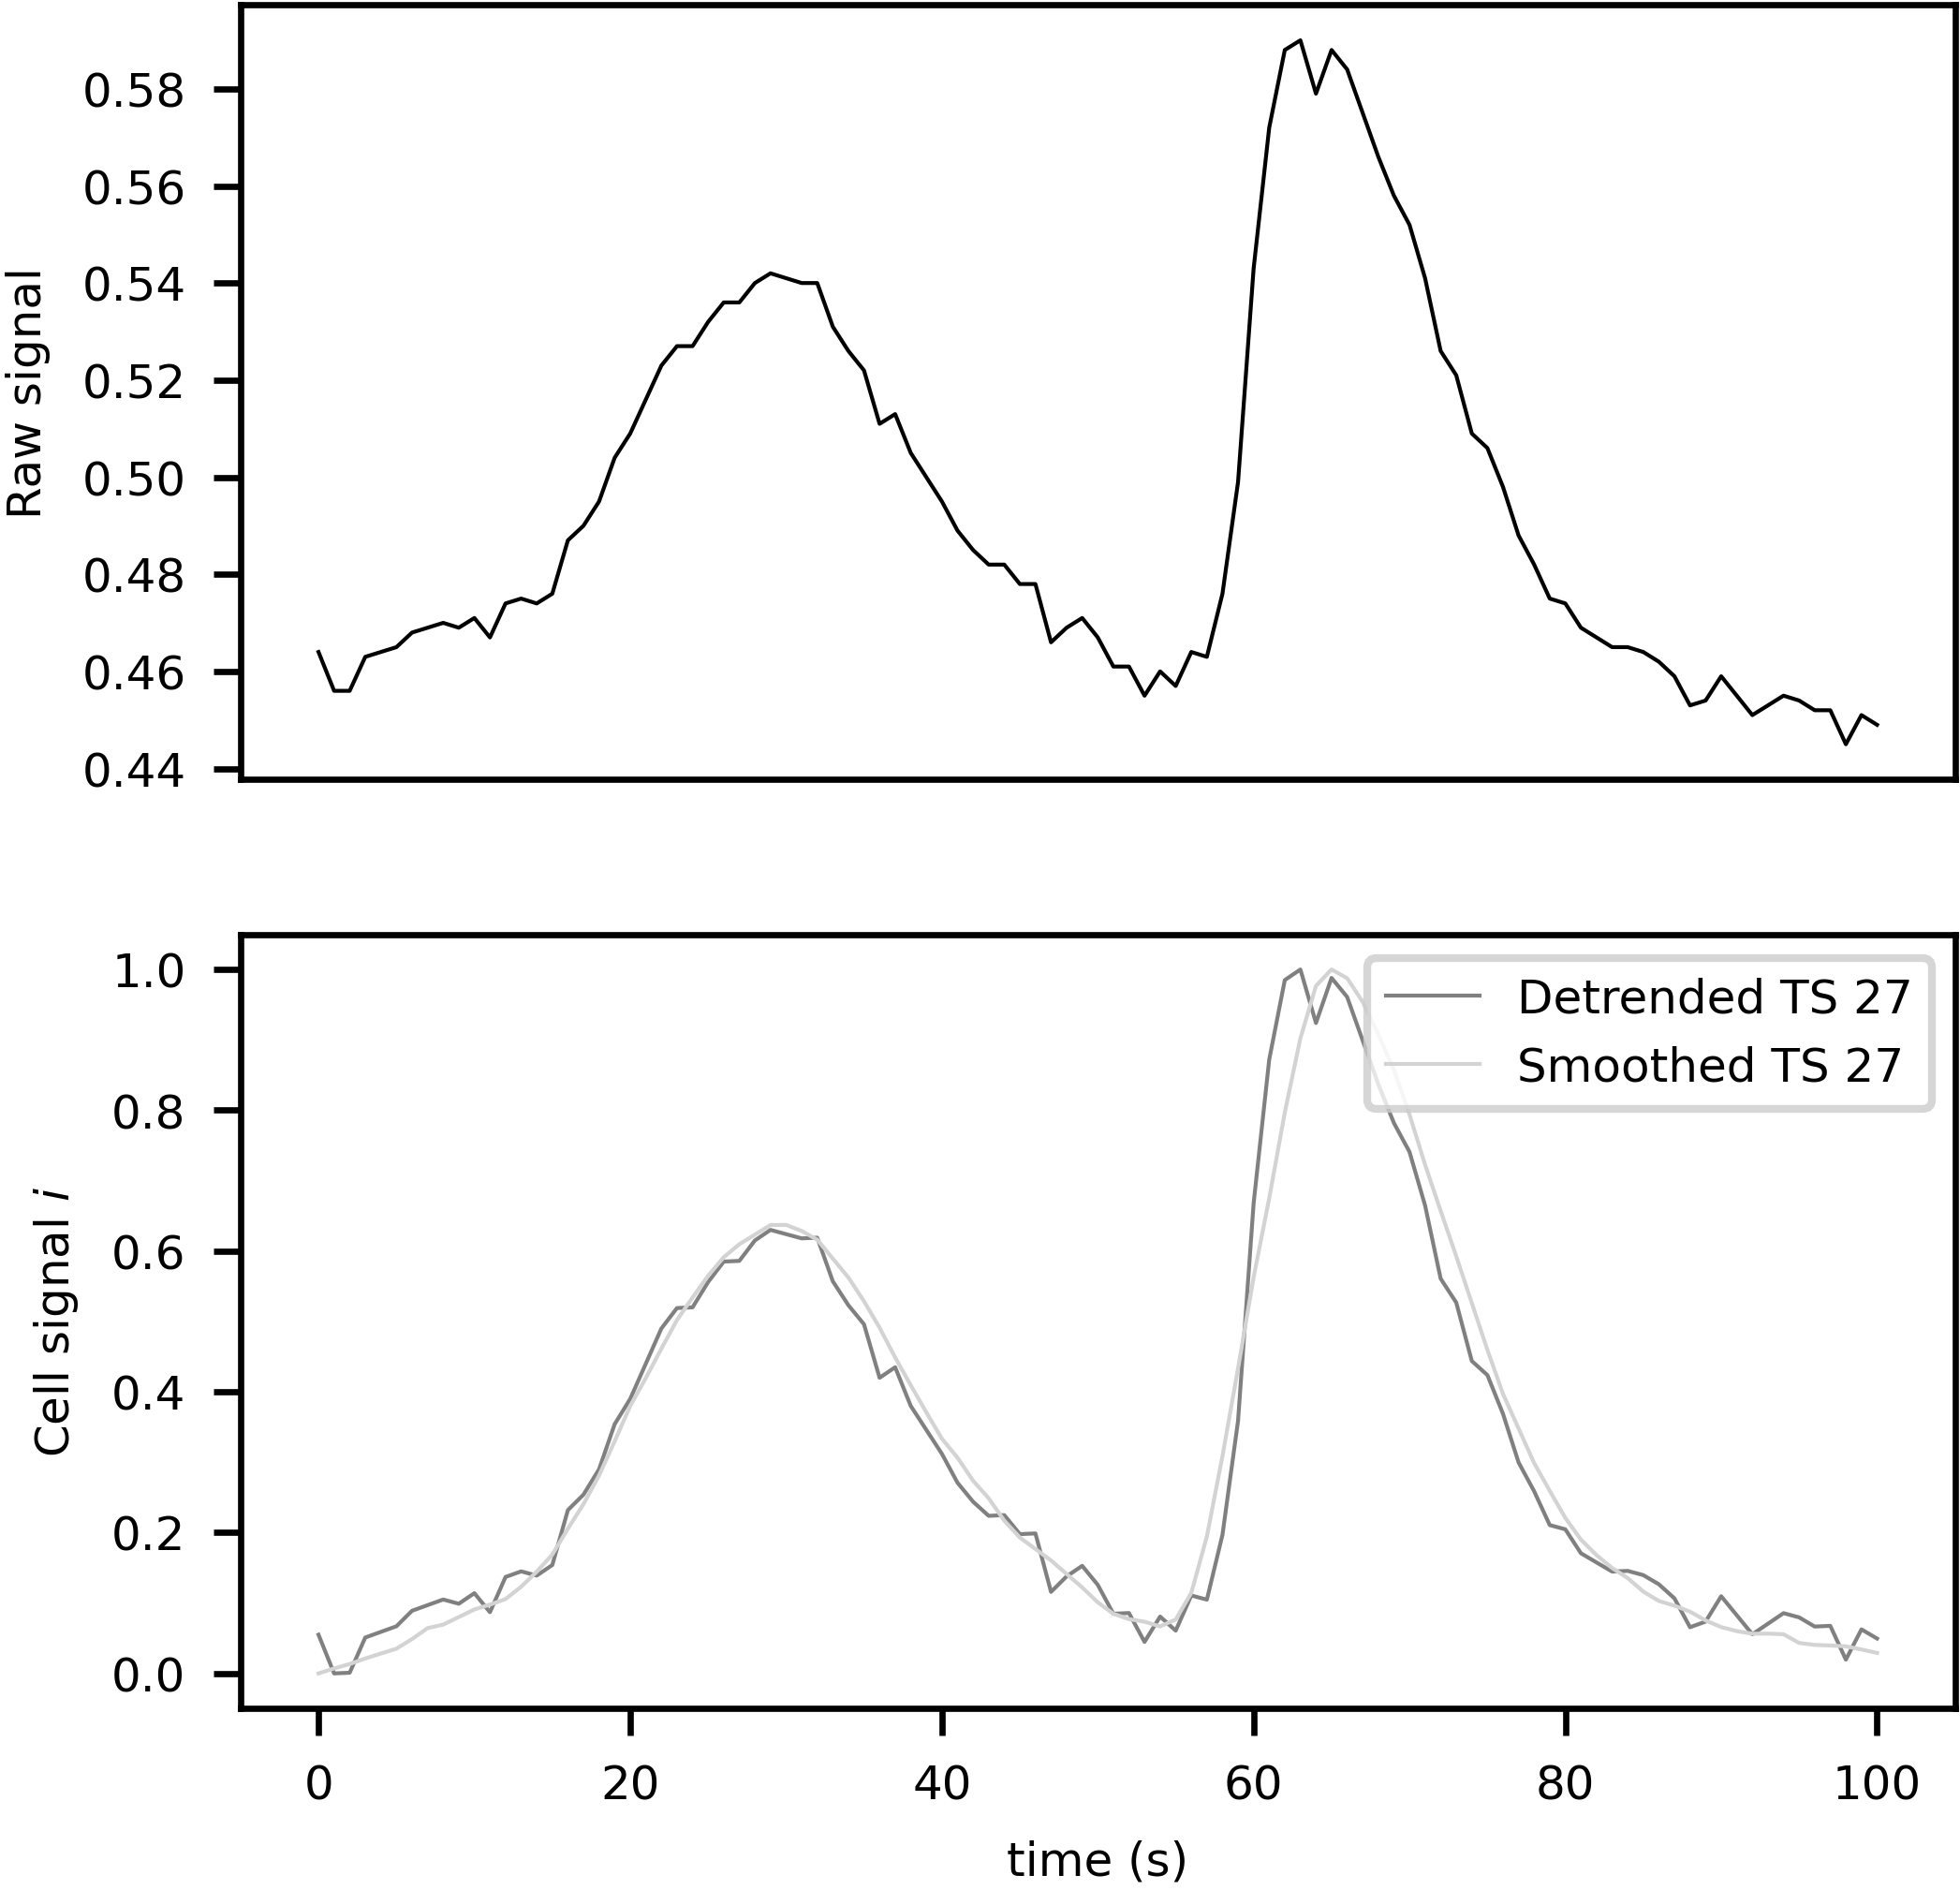 Raw signal
0.58
0.56
0.54
0.52
0.50
0.48
0.46
0.44
Cell signal i
1.0
0.8
0.6
0.4
0.2
0.0
Detrended TS 27
Smoothed TS 27
0 20 40 60 80 100
time (s)